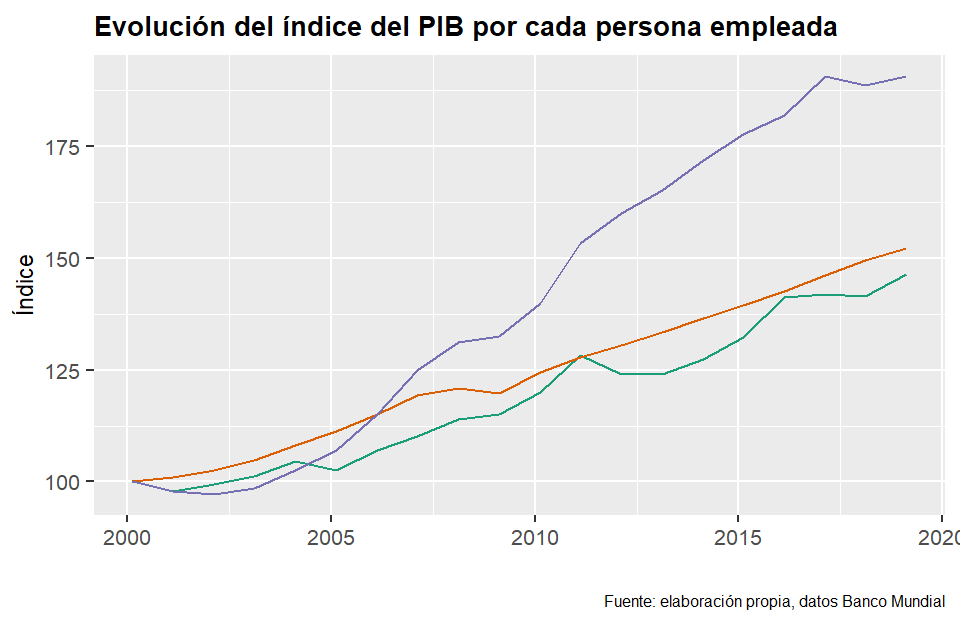 Evolución del índice del PIB por cada persona empleada
175
150
125
100
Índice
2000 2005 2010 2015 2020
Fuente: elaboración propia, datos Banco Mundial